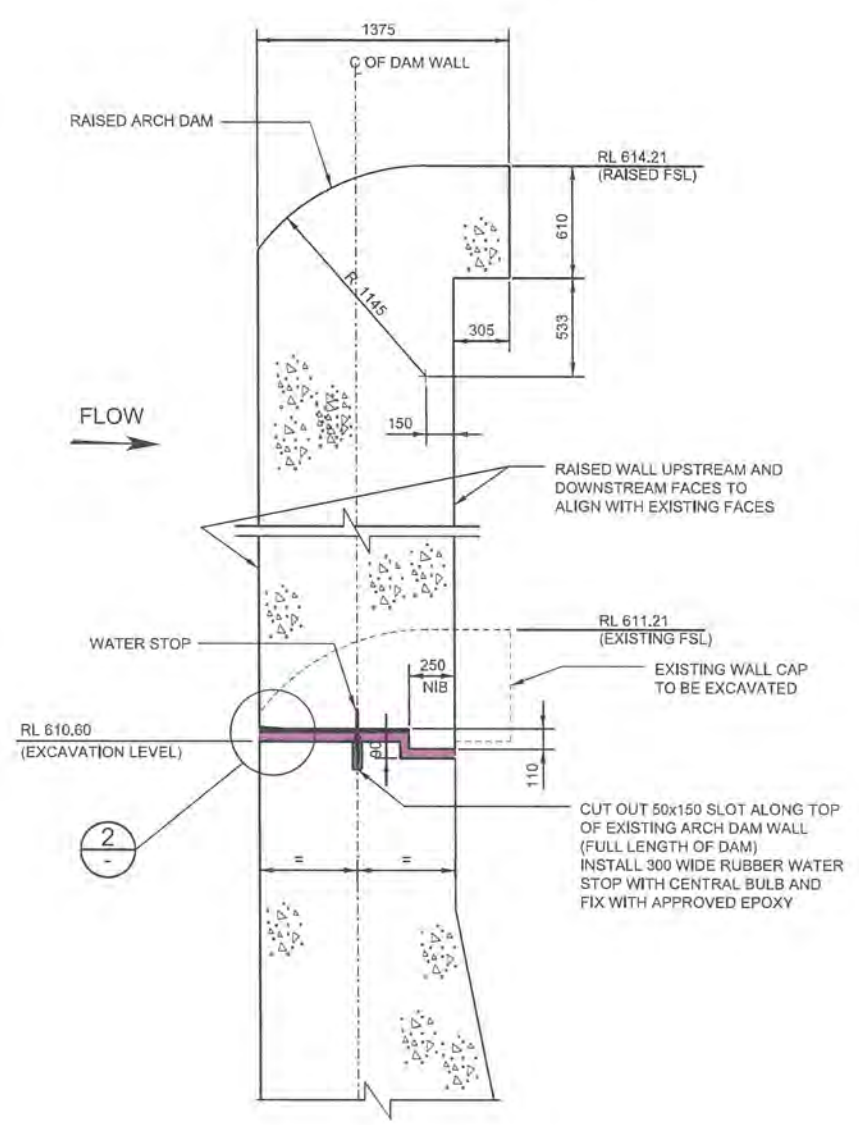 1375
℄ OF DAM WALL
RAISED ARCH DAM
RL 614.21
(RAISED FSL)
610
R. 1145
305
533
FLOW
150
RAISED WALL UPSTREAM AND
DOWNSTREAM FACES TO
ALIGN WITH EXISTING FACES
RL 611.21
(EXISTING FSL)
WATER STOP
250
NIB
EXISTING WALL CAP
TO BE EXCAVATED
RL 610.60
(EXCAVATION LEVEL)
90
110
2
-
CUT OUT 50x150 SLOT ALONG TOP
OF EXISTING ARCH DAM WALL
(FULL LENGTH OF DAM)
INSTALL 300 WIDE RUBBER WATER
STOP WITH CENTRAL BULB AND
FIX WITH APPROVED EPOXY
= =